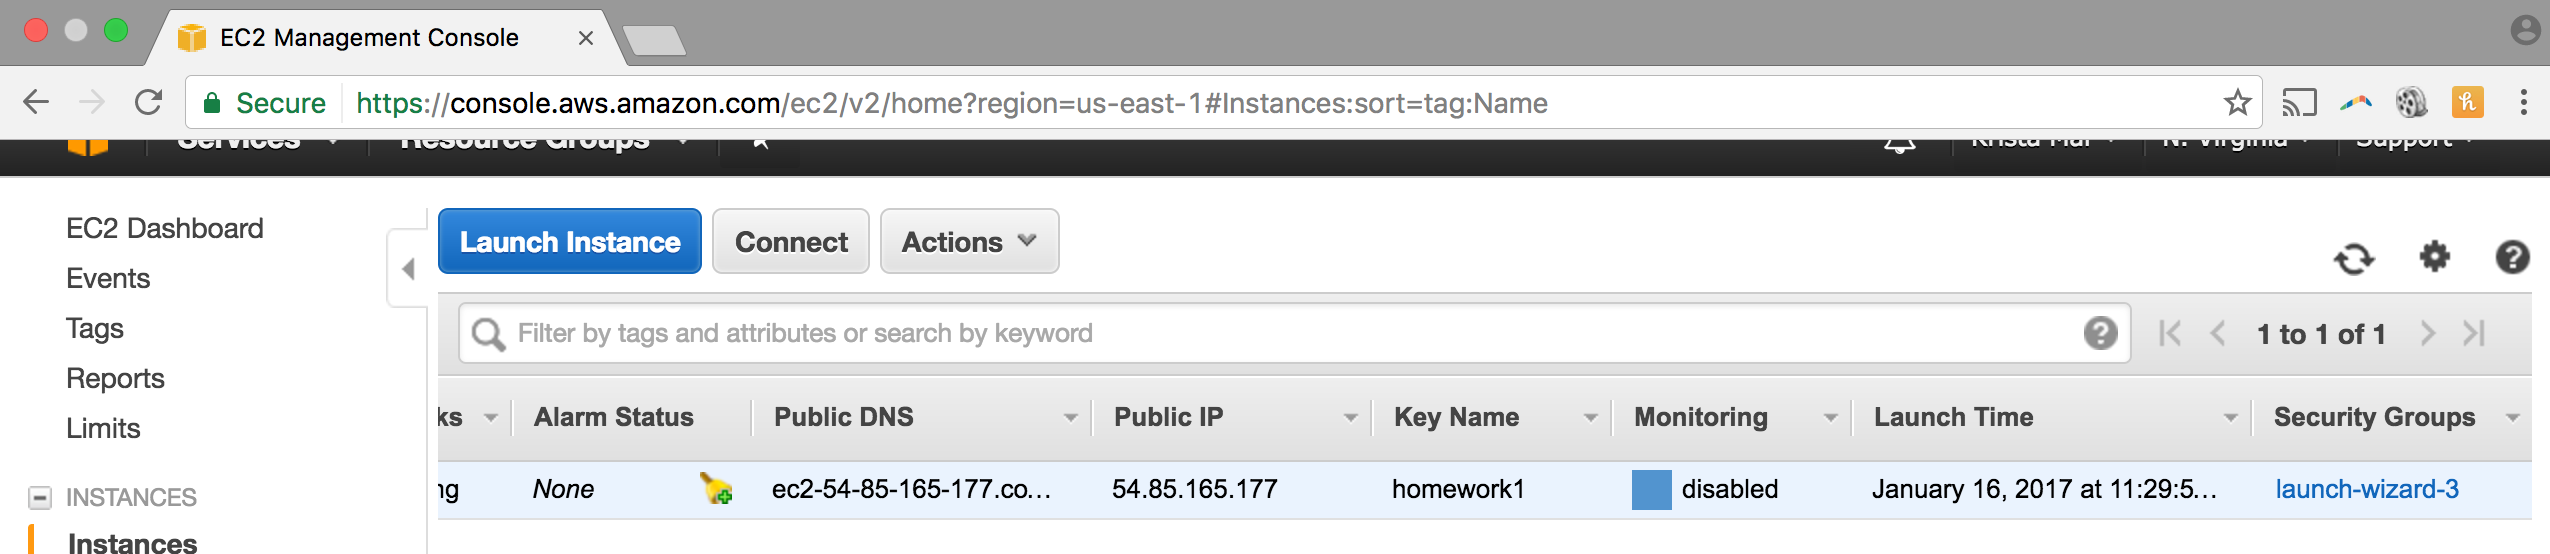 EC2 Management Console
Secure https://console.aws.amazon.com/ec2/v2/home?region=us-east-1#Instances:sort=tag:Name
Services Resource Groups Krista Mar N. Virginia Support
EC2 Dashboard
Events
Tags
Reports
Limits
INSTANCES
Instances
Launch Instance Connect Actions
Filter by tags and attributes or search by keyword 1 to 1 of 1
ks Alarm Status Public DNS Public IP Key Name Monitoring Launch Time Security Groups
ng None ec2-54-85-165-177.co... 54.85.165.177 homework1 disabled January 16, 2017 at 11:29:5... launch-wizard-3